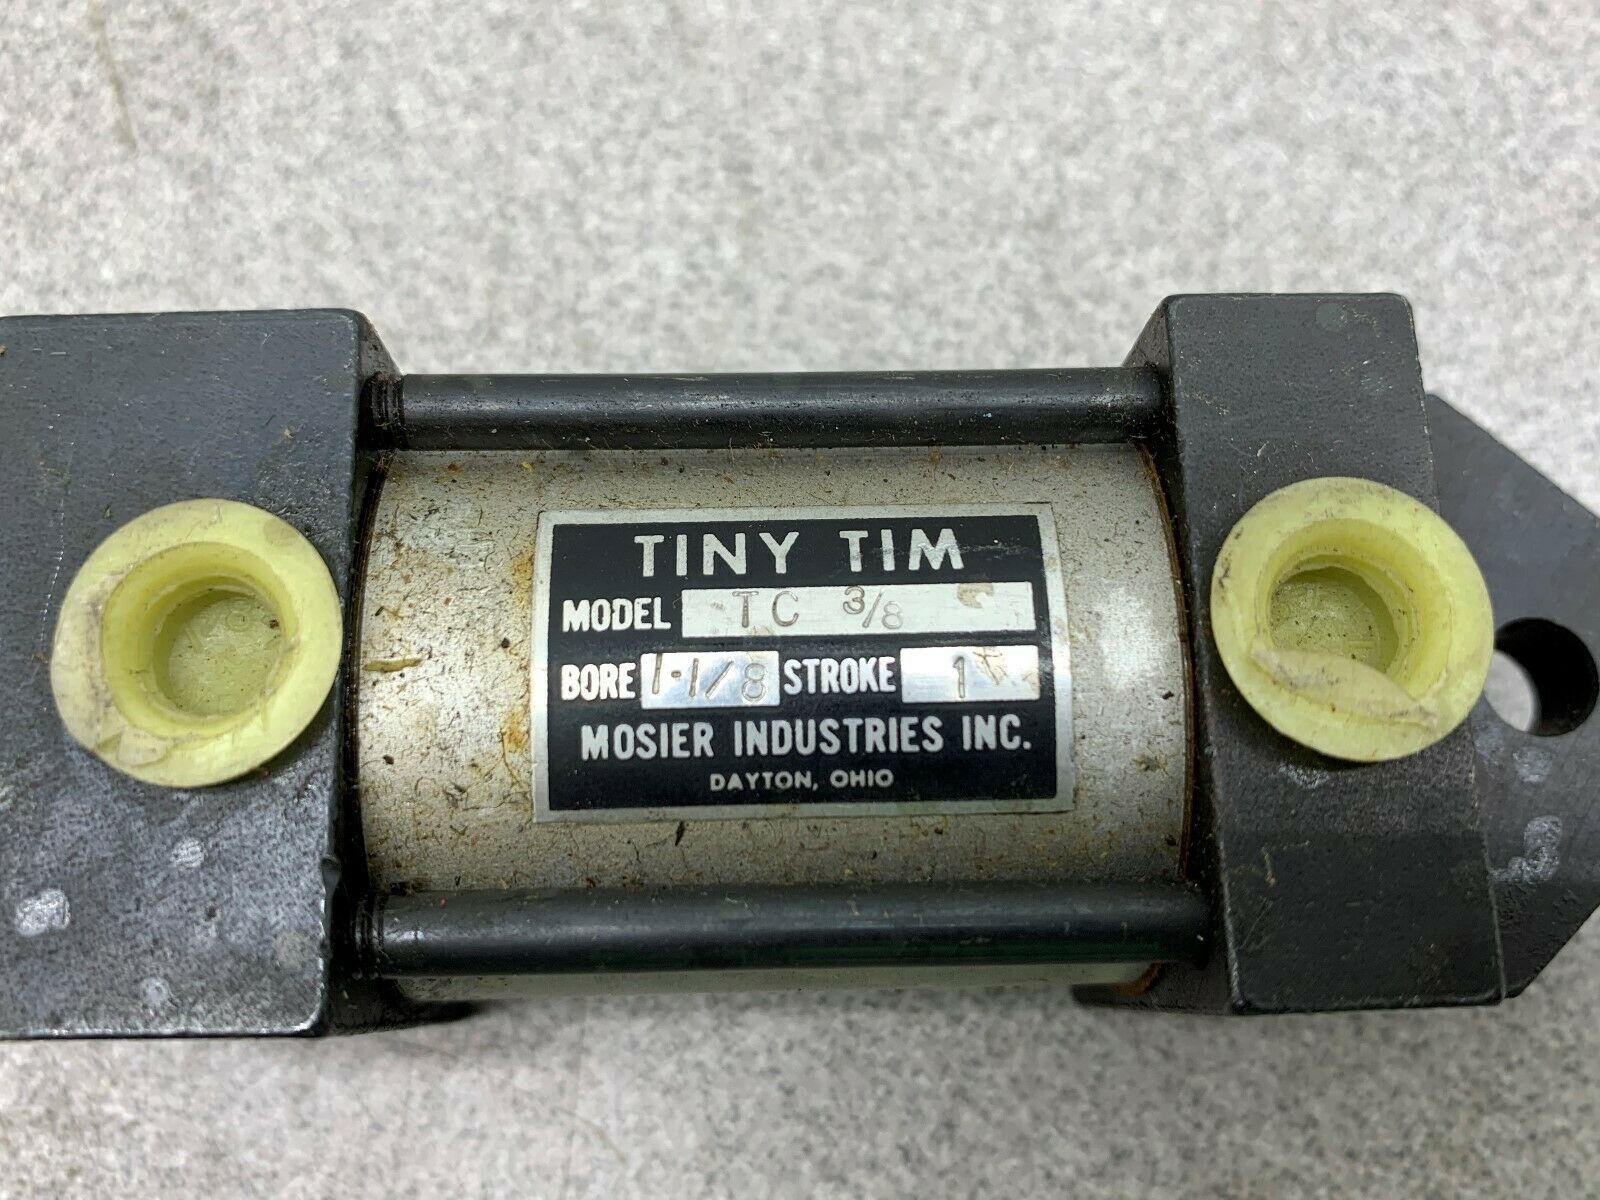 TINY TIM
MODEL TC 3/8
BORE 1-1/8 STROKE 1
MOSIER INDUSTRIES INC.
DAYTON, OHIO